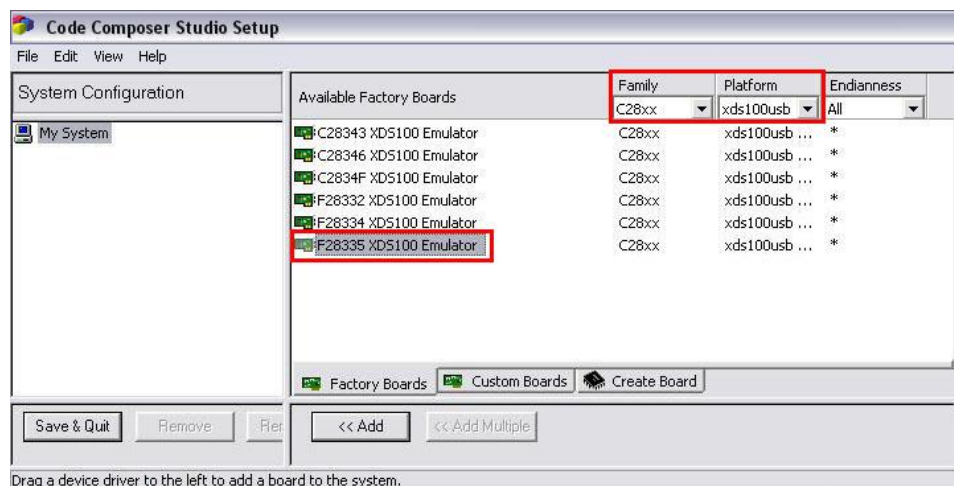 Code Composer Studio Setup
File Edit View Help
System Configuration
My System
Available Factory Boards
Family
Platform
Endianness
C28xx
xds100usb
All
C28343 XDS100 Emulator C28xx xds100usb ... *
C28346 XDS100 Emulator C28xx xds100usb ... *
C2834F XDS100 Emulator C28xx xds100usb ... *
F28332 XDS100 Emulator C28xx xds100usb ... *
F28334 XDS100 Emulator C28xx xds100usb ... *
F28335 XDS100 Emulator C28xx xds100usb ... *
Factory Boards Custom Boards Create Board
Save & Quit Remove Rer << Add << Add Multiple
Drag a device driver to the left to add a board to the system.